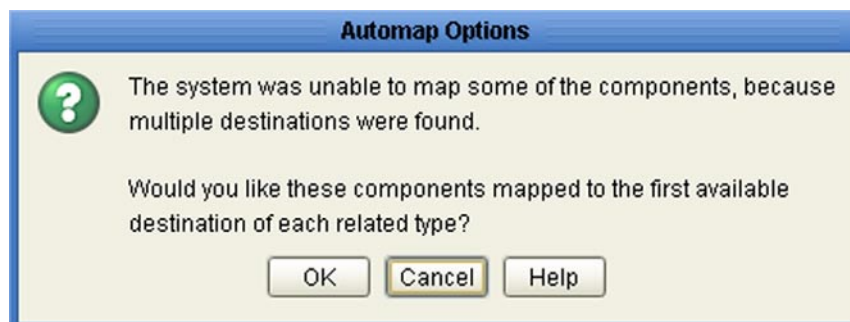 Automap Options
The system was unable to map some of the components, because
multiple destinations were found.
Would you like these components mapped to the first available
destination of each related type?
OK Cancel Help